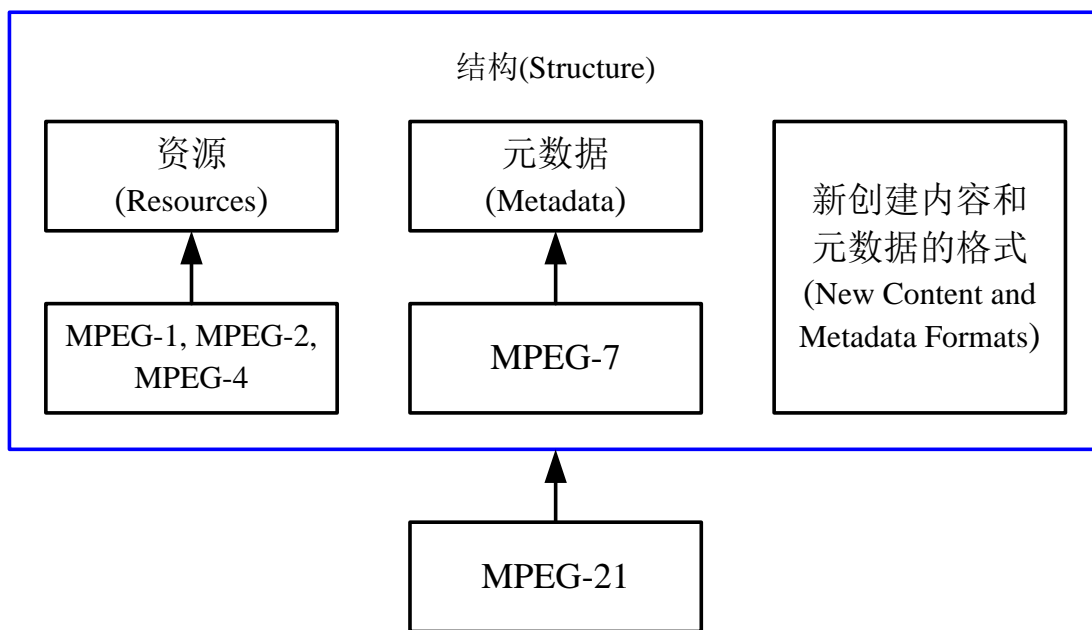 结构(Structure)
资源
(Resources)
元数据
(Metadata)
新创建内容和
元数据的格式
(New Content and
Metadata Formats)
MPEG-1, MPEG-2,
MPEG-4
MPEG-7
MPEG-21